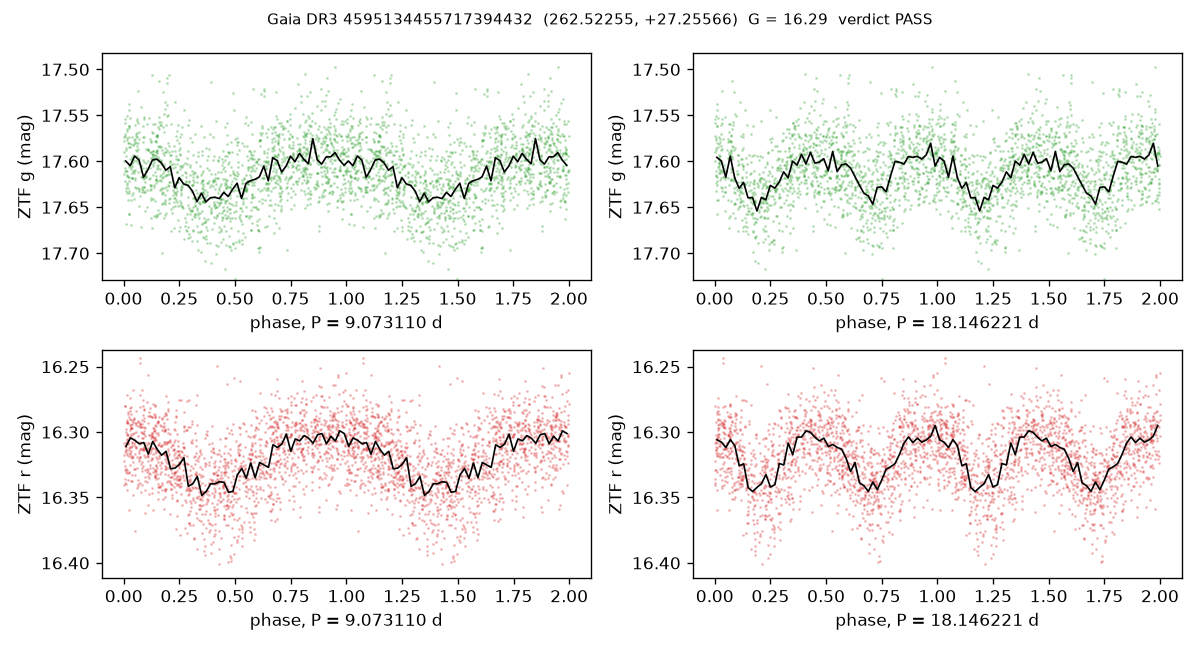 Gaia DR3 4595134455717394432  (262.52255, +27.25566)  G = 16.29  verdict PASS
ZTF g (mag)
17.50
17.55
17.60
17.65
17.70
0.00 0.25 0.50 0.75 1.00 1.25 1.50 1.75 2.00
phase, P = 9.073110 d
17.50
17.55
17.60
17.65
17.70
ZTF g (mag)
0.00 0.25 0.50 0.75 1.00 1.25 1.50 1.75 2.00
phase, P = 18.146221 d
ZTF r (mag)
16.25
16.30
16.35
16.40
0.00 0.25 0.50 0.75 1.00 1.25 1.50 1.75 2.00
phase, P = 9.073110 d
ZTF r (mag)
16.25
16.30
16.35
16.40
0.00 0.25 0.50 0.75 1.00 1.25 1.50 1.75 2.00
phase, P = 18.146221 d